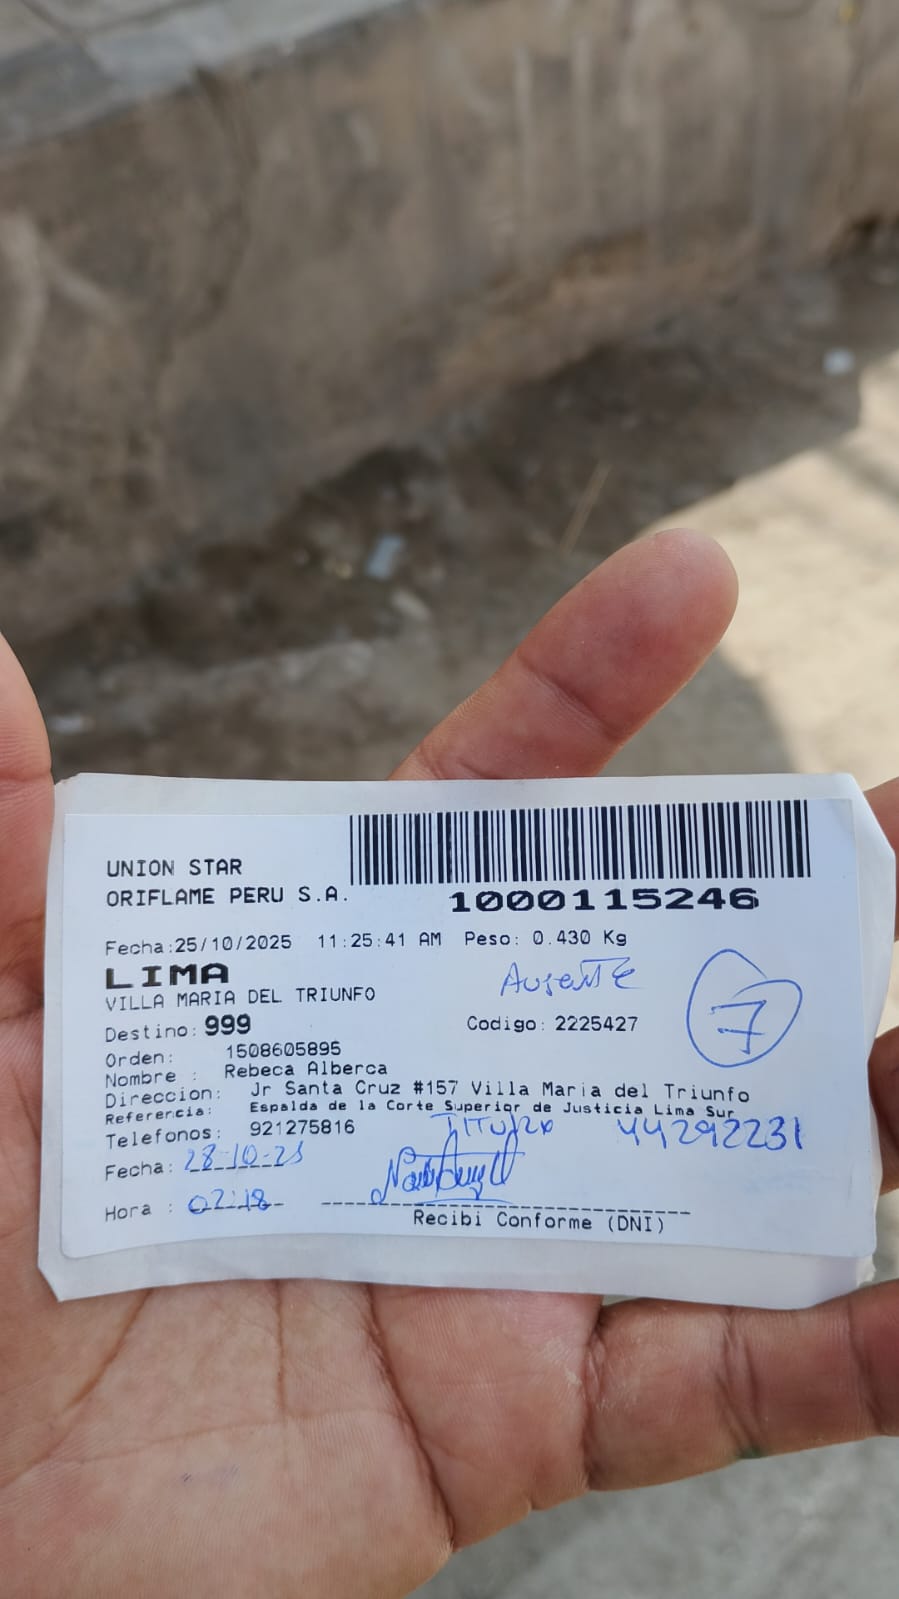 UNION STAR
ORIFLAME PERU S.A.
1000115246
Fecha:25/10/2025 11:25:41 AM Peso: 0.430 Kg
LIMA
Ausente
VILLA MARIA DEL TRIUNFO
7
Destino: 999
Codigo: 2225427
Orden: 1508605895
Nombre : Rebeca Alberca
Direccion: Jr Santa Cruz #157 Villa Maria del Triunfo
Referencia: Espalda de la Corte Superior de Justicia Lima Sur
Telefonos: 921275816
44292231
Fecha: 28-10-25
Hora : 02:18
Recibi Conforme (DNI)